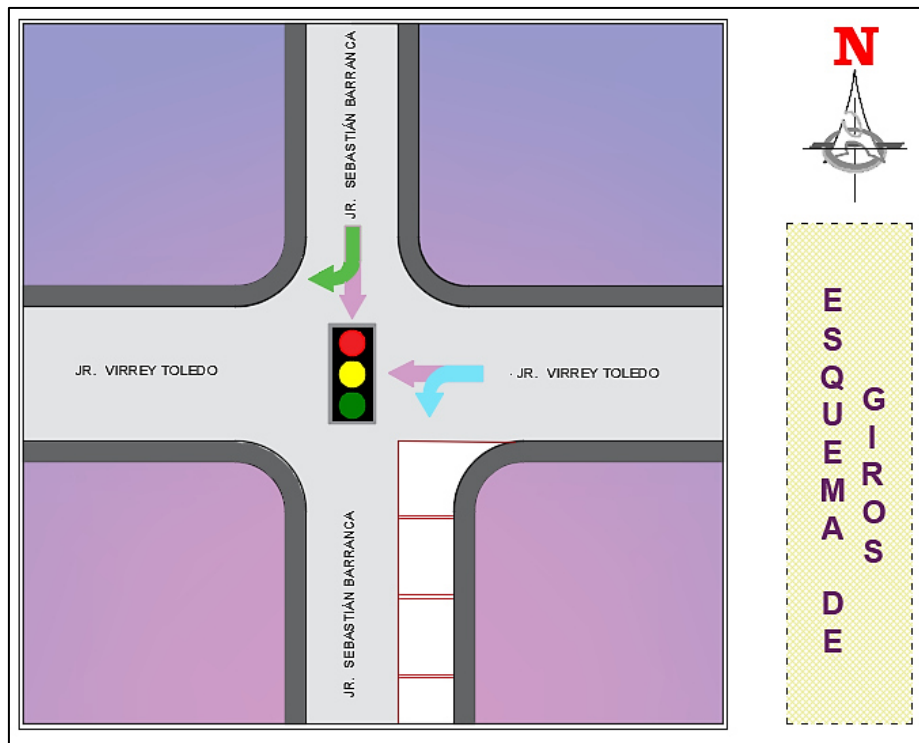 JR. SEBASTIÁN BARRANCA
N
JR. VIRREY TOLEDO
· JR. VIRREY TOLEDO
JR. SEBASTIÁN BARRANCA
ESQUEMA DE
GIROS